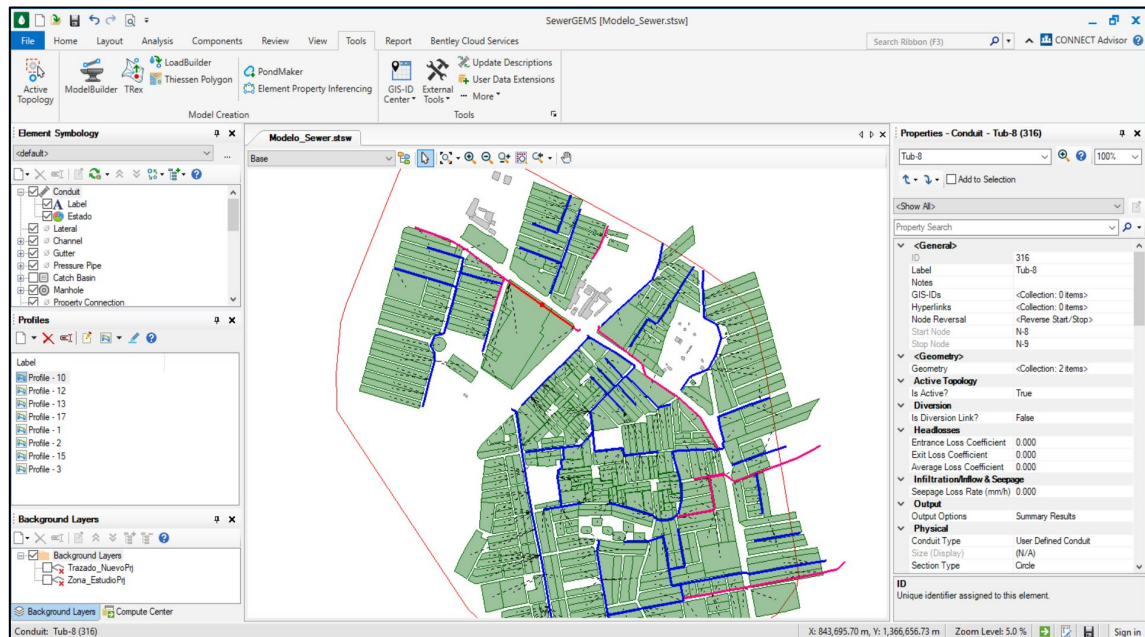 SewerGEMS [Modelo_Sewer.stsw]
File Home Layout Analysis Components Review View Tools Report Bentley Cloud Services
Search Ribbon (F3)
CONNECT Advisor
Active Topology
ModelBuilder
TRex
LoadBuilder
Thiessen Polygon
PondMaker
Element Property Inferencing
Model Creation
GIS-ID Center
External Tools
Update Descriptions
User Data Extensions
More
Tools
Element Symbology
<default>
...
Conduit
Label
Estado
Lateral
Channel
Gutter
Pressure Pipe
Catch Basin
Manhole
Property Connection
Profiles
Label
Profile - 10
Profile - 12
Profile - 13
Profile - 17
Profile - 1
Profile - 2
Profile - 15
Profile - 3
Background Layers
Background Layers
Trazado_NuevoPrj
Zona_EstudioPrj
Background Layers Compute Center
Modelo_Sewer.stsw
Base
Properties - Conduit - Tub-8 (316)
Tub-8
100%
Add to Selection
<Show All>
Property Search
<General>
ID 316
Label Tub-8
Notes
GIS-IDs <Collection: 0 items>
Hyperlinks <Collection: 0 items>
Node Reversal <Reverse Start/Stop>
Start Node N-8
Stop Node N-9
<Geometry>
Geometry <Collection: 2 items>
Active Topology
Is Active? True
Diversion
Is Diversion Link? False
Headlosses
Entrance Loss Coefficient 0.000
Exit Loss Coefficient 0.000
Average Loss Coefficient 0.000
Infiltration/Inflow & Seepage
Seepage Loss Rate (mm/h) 0.000
Output
Output Options Summary Results
Physical
Conduit Type User Defined Conduit
Size (Display) (N/A)
Section Type Circle
ID
Unique identifier assigned to this element.
Conduit: Tub-8 (316)
X: 843,695.70 m, Y: 1,366,656.73 m Zoom Level: 5.0 % Sign in